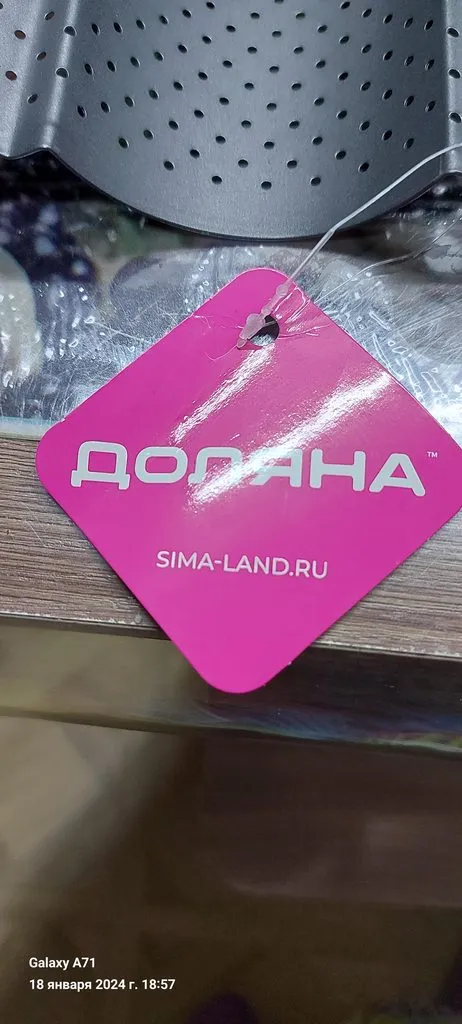 ДОЛЯНА™
SIMA-LAND.RU
Galaxy A71
18 января 2024 г. 18:57